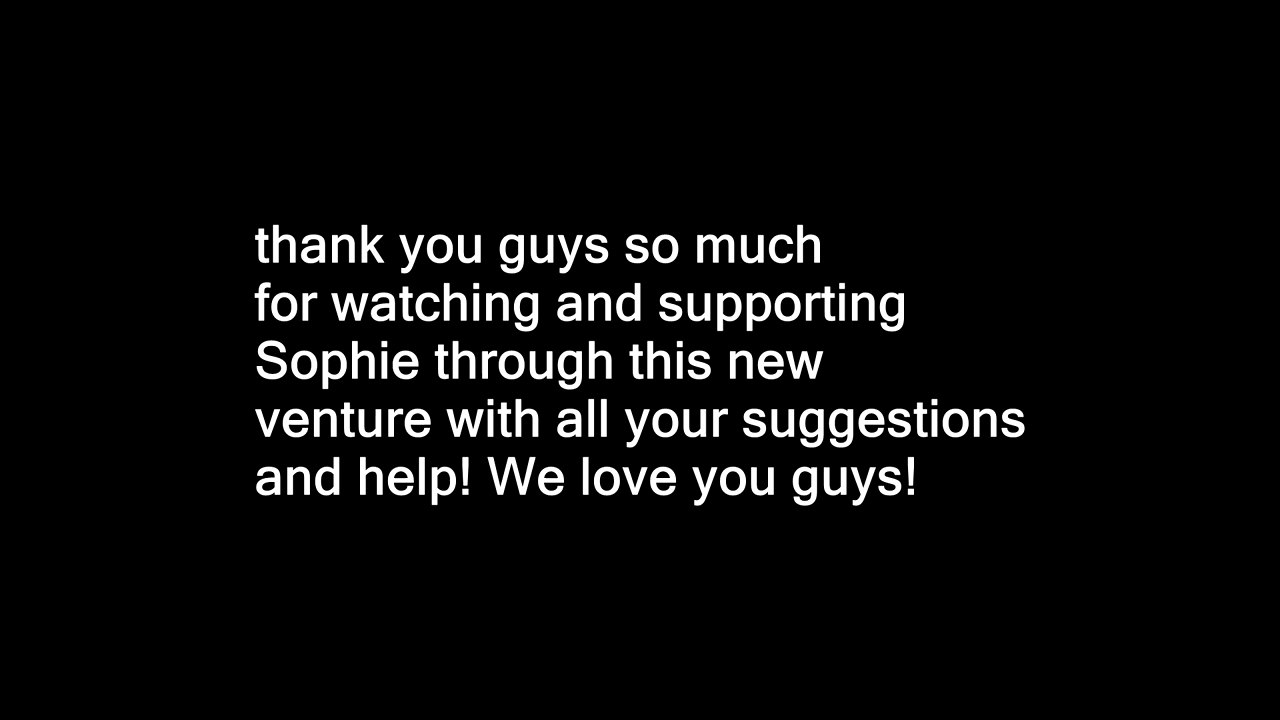 thank you guys so much
for watching and supporting
Sophie through this new
venture with all your suggestions
and help! We love you guys!